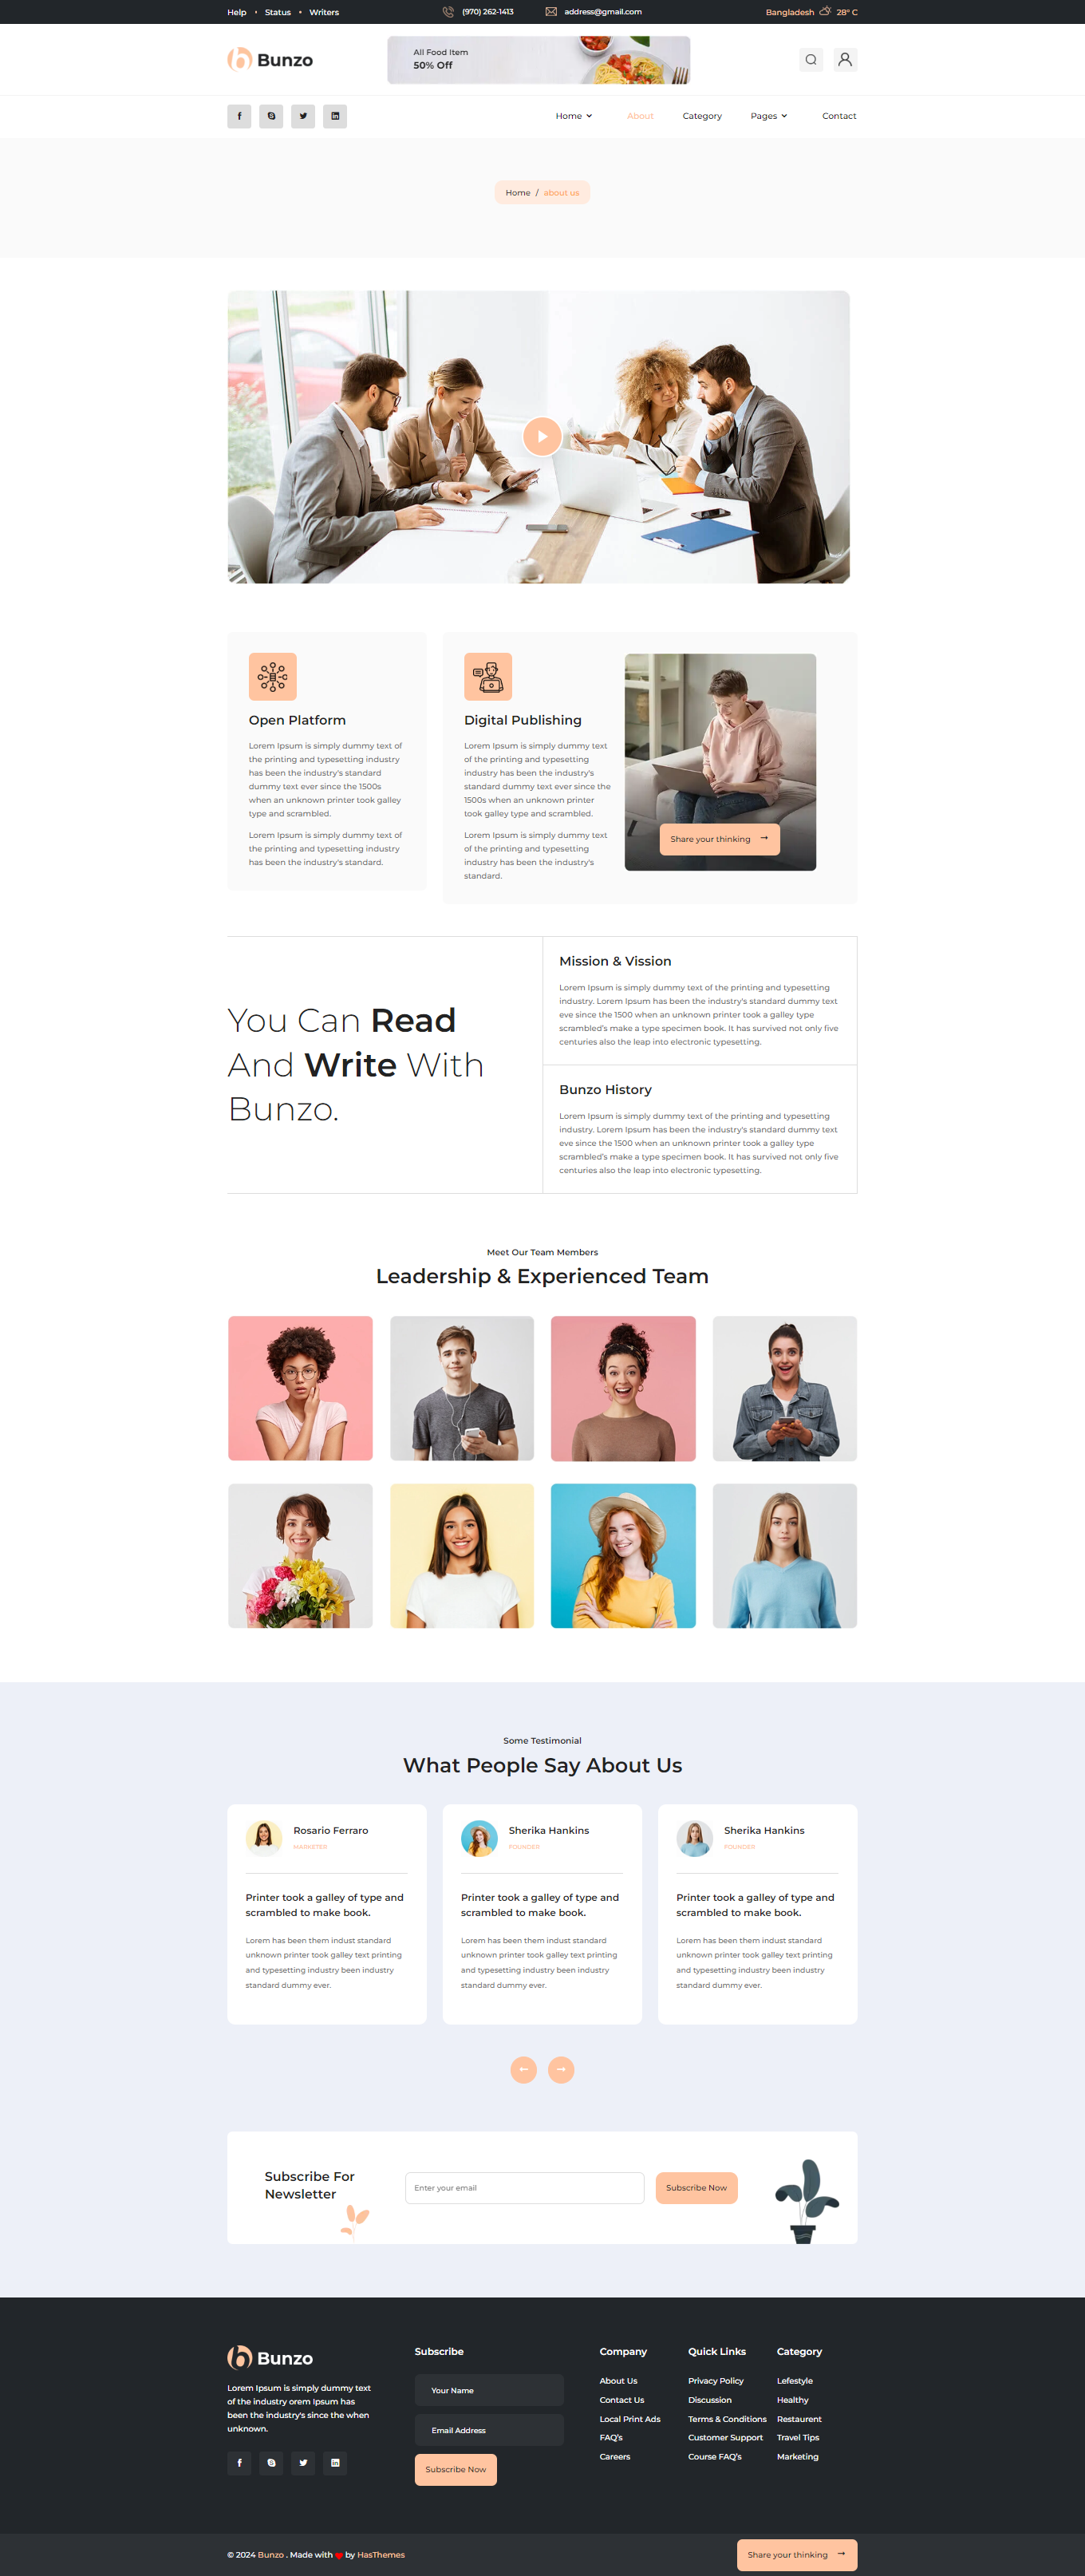 Help • Status • Writers
(970) 262-1413
address@gmail.com
Bangladesh 28° C
Bunzo
All Food Item
50% Off
Home About Category Pages Contact
Home / about us
Open Platform
Lorem Ipsum is simply dummy text of
the printing and typesetting industry
has been the industry's standard
dummy text ever since the 1500s
when an unknown printer took galley
type and scrambled.
Lorem Ipsum is simply dummy text of
the printing and typesetting industry
has been the industry's standard.
Digital Publishing
Lorem Ipsum is simply dummy text
of the printing and typesetting
industry has been the industry's
standard dummy text ever since the
1500s when an unknown printer
took galley type and scrambled.
Lorem Ipsum is simply dummy text
of the printing and typesetting
industry has been the industry's
standard.
Share your thinking →
You Can Read
And Write With
Bunzo.
Mission & Vission
Lorem Ipsum is simply dummy text of the printing and typesetting
industry. Lorem Ipsum has been the industry's standard dummy text
eve since the 1500 when an unknown printer took a galley type
scrambled's make a type specimen book. It has survived not only five
centuries also the leap into electronic typesetting.
Bunzo History
Lorem Ipsum is simply dummy text of the printing and typesetting
industry. Lorem Ipsum has been the industry's standard dummy text
eve since the 1500 when an unknown printer took a galley type
scrambled's make a type specimen book. It has survived not only five
centuries also the leap into electronic typesetting.
Meet Our Team Members
Leadership & Experienced Team
Some Testimonial
What People Say About Us
Rosario Ferraro
MARKETER
Printer took a galley of type and
scrambled to make book.
Lorem has been them indust standard
unknown printer took galley text printing
and typesetting industry been industry
standard dummy ever.
Sherika Hankins
FOUNDER
Printer took a galley of type and
scrambled to make book.
Lorem has been them indust standard
unknown printer took galley text printing
and typesetting industry been industry
standard dummy ever.
Sherika Hankins
FOUNDER
Printer took a galley of type and
scrambled to make book.
Lorem has been them indust standard
unknown printer took galley text printing
and typesetting industry been industry
standard dummy ever.
Subscribe For
Newsletter
Enter your email
Subscribe Now
Bunzo
Lorem Ipsum is simply dummy text
of the industry orem Ipsum has
been the industry's since the when
unknown.
Subscribe
Your Name
Email Address
Subscribe Now
Company
About Us
Contact Us
Local Print Ads
FAQ's
Careers
Quick Links
Privacy Policy
Discussion
Terms & Conditions
Customer Support
Course FAQ's
Category
Lefestyle
Healthy
Restaurent
Travel Tips
Marketing
© 2024 Bunzo . Made with ❤ by HasThemes
Share your thinking →